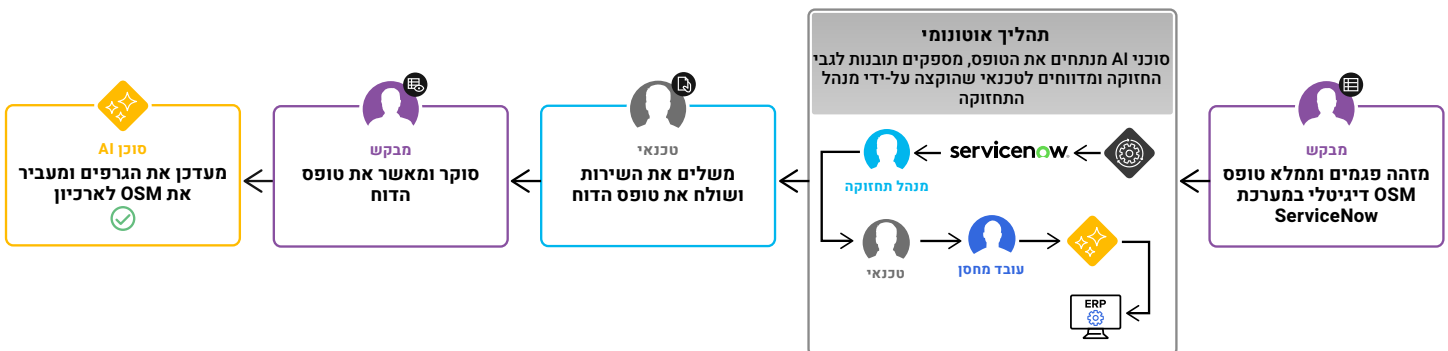 מבקש
מזהה פגמים וממלא טופס
OSM דיגיטלי במערכת
ServiceNow
תהליך אוטונומי
סוכני AI מנתחים את הטופס, מספקים תובנות לגבי
החזוקה ומדווחים לטכנאי שהוקצה על-ידי מנהל
התחזוקה
servicenow
מנהל תחזוקה
טכנאי
עובד מחסן
ERP
טכנאי
משלים את השירות
ושולח את טופס הדוח
מבקש
סוקר ומאשר את טופס
הדוח
סוכן AI
מעדכן את הגרפים ומעביר
את OSM לארכיון